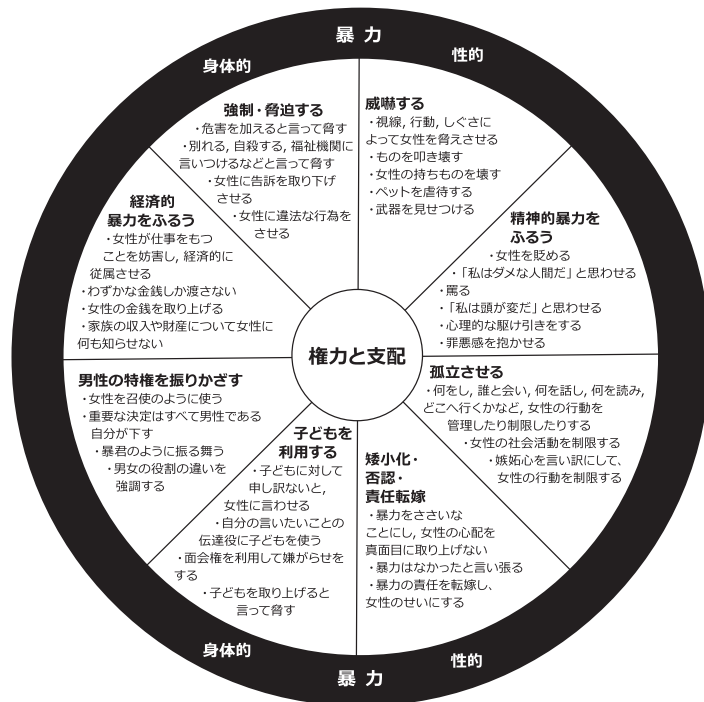 暴 力
身体的
性的
強制・脅迫する
・危害を加えると言って脅す
・別れる, 自殺する, 福祉機関に
言いつけるなどと言って脅す
・女性に告訴を取り下げ
させる
・女性に違法な行為を
させる
威嚇する
・視線, 行動, しぐさに
よって女性を脅えさせる
・ものを叩き壊す
・女性の持ちものを壊す
・ペットを虐待する
・武器を見せつける
経済的
暴力をふるう
・女性が仕事をもつ
ことを妨害し, 経済的に
従属させる
・わずかな金銭しか渡さない
・女性の金銭を取り上げる
・家族の収入や財産について女性に
何も知らせない
精神的暴力を
ふるう
・女性を貶める
・「私はダメな人間だ」と思わせる
・罵る
・「私は頭が変だ」と思わせる
・心理的な駆け引きをする
・罪悪感を抱かせる
権力と支配
男性の特権を振りかざす
・女性を召使のように使う
・重要な決定はすべて男性である
自分が下す
・暴君のように振る舞う
・男女の役割の違いを
強調する
孤立させる
・何をし, 誰と会い, 何を話し, 何を読み,
どこへ行くかなど, 女性の行動を
管理したり制限したりする
・女性の社会活動を制限する
・嫉妬心を言い訳にして、
女性の行動を制限する
子どもを
利用する
・子どもに対して
申し訳ないと,
女性に言わせる
・自分の言いたいことの
伝達役に子どもを使う
・面会権を利用して嫌がらせを
する
・子どもを取り上げると
言って脅す
矮小化・
否認・
責任転嫁
・暴力をささいな
ことにし, 女性の心配を
真面目に取り上げない
・暴力はなかったと言い張る
・暴力の責任を転嫁し、
女性のせいにする
身体的
性的
暴 力